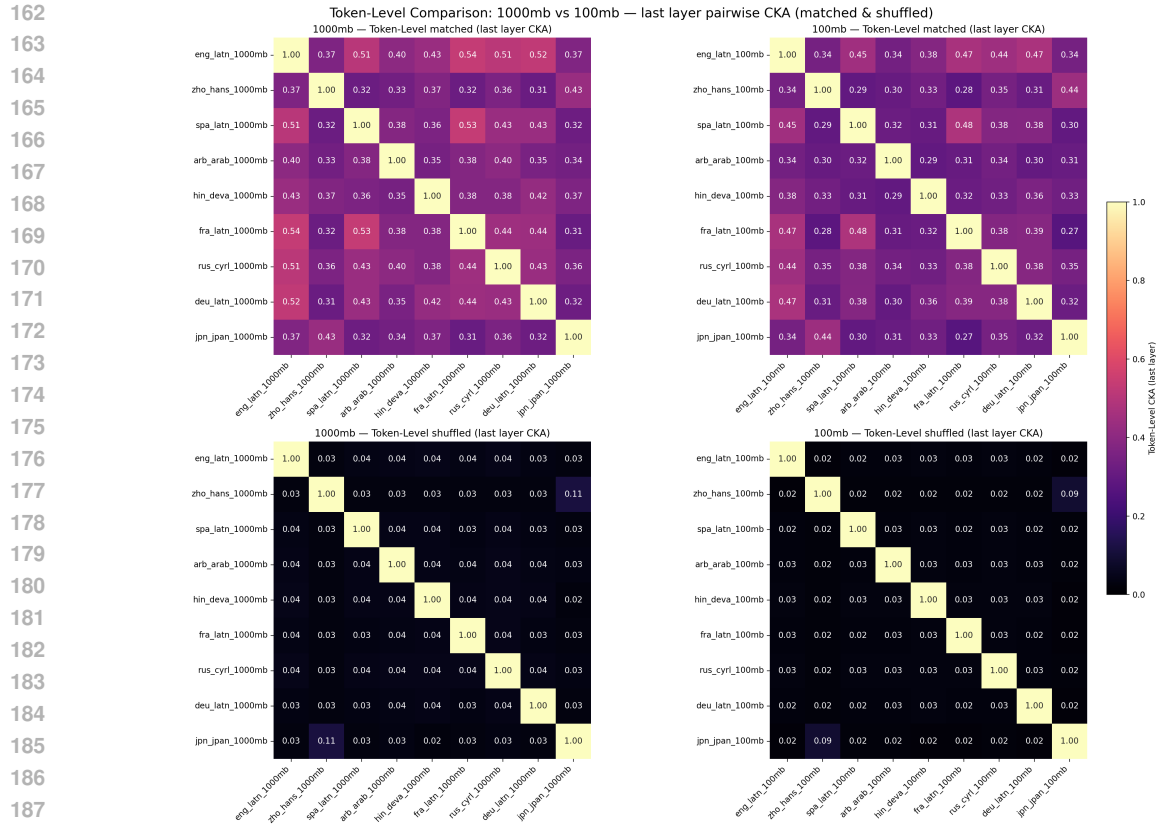 162
163
164
165
166
167
168
169
170
171
172
173
174
175
176
177
178
179
180
181
182
183
184
185
186
187
Token-Level Comparison: 1000mb vs 100mb — last layer pairwise CKA (matched & shuffled)
1000mb — Token-Level matched (last layer CKA)
eng_latn_1000mb 1.00 0.37 0.51 0.40 0.43 0.54 0.51 0.52 0.37
zho_hans_1000mb 0.37 1.00 0.32 0.33 0.37 0.32 0.36 0.31 0.43
spa_latn_1000mb 0.51 0.32 1.00 0.38 0.36 0.53 0.43 0.43 0.32
arb_arab_1000mb 0.40 0.33 0.38 1.00 0.35 0.38 0.40 0.35 0.34
hin_deva_1000mb 0.43 0.37 0.36 0.35 1.00 0.38 0.38 0.42 0.37
fra_latn_1000mb 0.54 0.32 0.53 0.38 0.38 1.00 0.44 0.44 0.31
rus_cyrl_1000mb 0.51 0.36 0.43 0.40 0.38 0.44 1.00 0.43 0.36
deu_latn_1000mb 0.52 0.31 0.43 0.35 0.42 0.44 0.43 1.00 0.32
jpn_jpan_1000mb 0.37 0.43 0.32 0.34 0.37 0.31 0.36 0.32 1.00
eng_latn_1000mb zho_hans_1000mb spa_latn_1000mb arb_arab_1000mb hin_deva_1000mb fra_latn_1000mb rus_cyrl_1000mb deu_latn_1000mb jpn_jpan_1000mb
100mb — Token-Level matched (last layer CKA)
eng_latn_100mb 1.00 0.34 0.45 0.34 0.38 0.47 0.44 0.47 0.34
zho_hans_100mb 0.34 1.00 0.29 0.30 0.33 0.28 0.35 0.31 0.44
spa_latn_100mb 0.45 0.29 1.00 0.32 0.31 0.48 0.38 0.38 0.30
arb_arab_100mb 0.34 0.30 0.32 1.00 0.29 0.31 0.34 0.30 0.31
hin_deva_100mb 0.38 0.33 0.31 0.29 1.00 0.32 0.33 0.36 0.33
fra_latn_100mb 0.47 0.28 0.48 0.31 0.32 1.00 0.38 0.39 0.27
rus_cyrl_100mb 0.44 0.35 0.38 0.34 0.33 0.38 1.00 0.38 0.35
deu_latn_100mb 0.47 0.31 0.38 0.30 0.36 0.39 0.38 1.00 0.32
jpn_jpan_100mb 0.34 0.44 0.30 0.31 0.33 0.27 0.35 0.32 1.00
eng_latn_100mb zho_hans_100mb spa_latn_100mb arb_arab_100mb hin_deva_100mb fra_latn_100mb rus_cyrl_100mb deu_latn_100mb jpn_jpan_100mb
1000mb — Token-Level shuffled (last layer CKA)
eng_latn_1000mb 1.00 0.03 0.04 0.04 0.04 0.04 0.04 0.03 0.03
zho_hans_1000mb 0.03 1.00 0.03 0.03 0.03 0.03 0.03 0.03 0.11
spa_latn_1000mb 0.04 0.03 1.00 0.04 0.04 0.03 0.04 0.03 0.03
arb_arab_1000mb 0.04 0.03 0.04 1.00 0.04 0.04 0.04 0.04 0.03
hin_deva_1000mb 0.04 0.03 0.04 0.04 1.00 0.04 0.04 0.04 0.02
fra_latn_1000mb 0.04 0.03 0.03 0.04 0.04 1.00 0.04 0.03 0.03
rus_cyrl_1000mb 0.04 0.03 0.04 0.04 0.04 0.04 1.00 0.04 0.03
deu_latn_1000mb 0.03 0.03 0.03 0.04 0.04 0.03 0.04 1.00 0.03
jpn_jpan_1000mb 0.03 0.11 0.03 0.03 0.02 0.03 0.03 0.03 1.00
eng_latn_1000mb zho_hans_1000mb spa_latn_1000mb arb_arab_1000mb hin_deva_1000mb fra_latn_1000mb rus_cyrl_1000mb deu_latn_1000mb jpn_jpan_1000mb
100mb — Token-Level shuffled (last layer CKA)
eng_latn_100mb 1.00 0.02 0.02 0.03 0.03 0.03 0.03 0.02 0.02
zho_hans_100mb 0.02 1.00 0.02 0.02 0.02 0.02 0.02 0.02 0.09
spa_latn_100mb 0.02 0.02 1.00 0.02 0.03 0.02 0.03 0.02 0.02
arb_arab_100mb 0.03 0.02 0.02 1.00 0.03 0.03 0.03 0.02 0.02
hin_deva_100mb 0.03 0.02 0.03 0.03 1.00 0.03 0.03 0.03 0.02
fra_latn_100mb 0.03 0.02 0.02 0.03 0.03 1.00 0.03 0.02 0.02
rus_cyrl_100mb 0.03 0.02 0.03 0.03 0.03 0.03 1.00 0.03 0.02
deu_latn_100mb 0.02 0.02 0.02 0.02 0.03 0.02 0.03 1.00 0.02
jpn_jpan_100mb 0.02 0.09 0.02 0.02 0.02 0.02 0.02 0.02 1.00
eng_latn_100mb zho_hans_100mb spa_latn_100mb arb_arab_100mb hin_deva_100mb fra_latn_100mb rus_cyrl_100mb deu_latn_100mb jpn_jpan_100mb
1.0
0.8
0.6
0.4
0.2
0.0
Token-Level CKA (last layer)